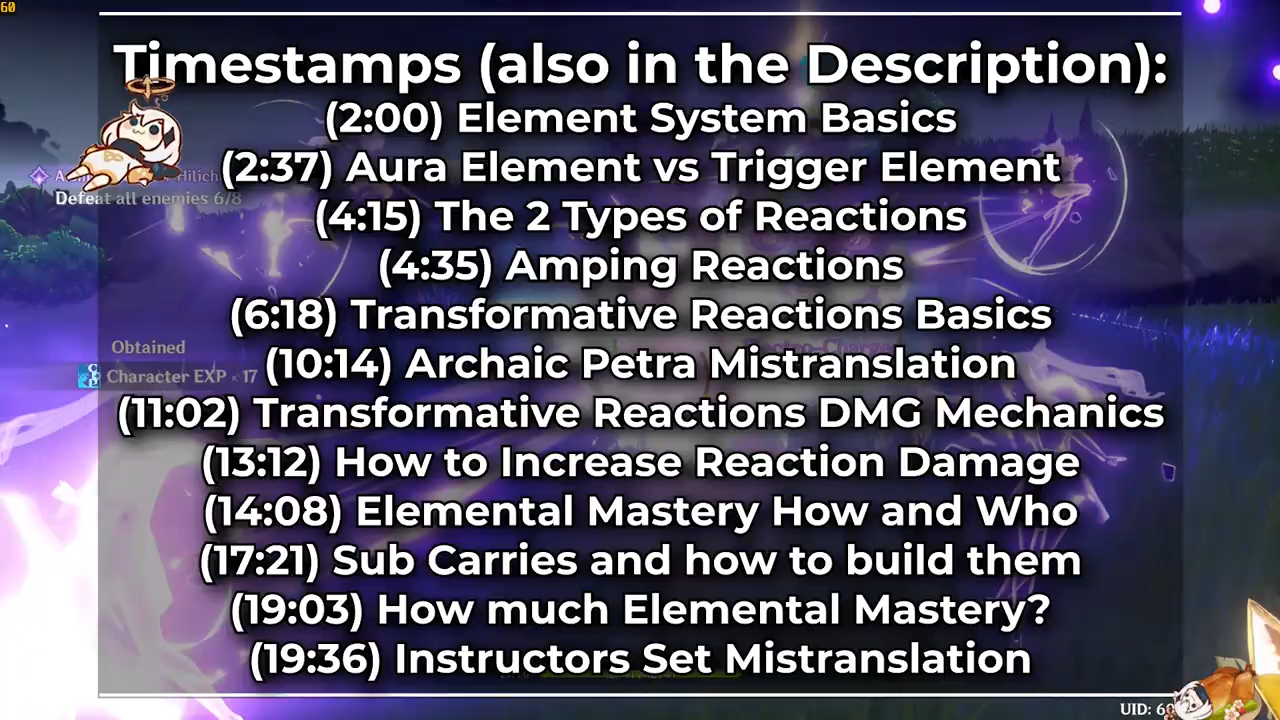 60
Timestamps (also in the Description):
(2:00) Element System Basics
(2:37) Aura Element vs Trigger Element
Defeat all enemies 6/8
(4:15) The 2 Types of Reactions
(4:35) Amping Reactions
(6:18) Transformative Reactions Basics
Obtained
(10:14) Archaic Petra Mistranslation
Character EXP × 17
(11:02) Transformative Reactions DMG Mechanics
(13:12) How to Increase Reaction Damage
(14:08) Elemental Mastery How and Who
(17:21) Sub Carries and how to build them
(19:03) How much Elemental Mastery?
(19:36) Instructors Set Mistranslation
UID: 60